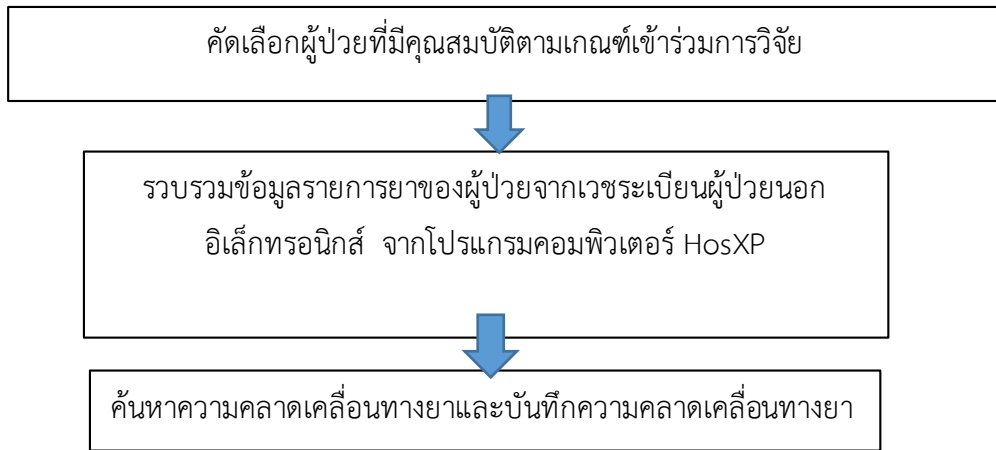 คัดเลือกผู้ป่วยที่มีคุณสมบัติตามเกณฑ์เข้าร่วมการวิจัย
รวบรวมข้อมูลรายการยาของผู้ป่วยจากเวชระเบียนผู้ป่วยนอก
อิเล็กทรอนิกส์ จากโปรแกรมคอมพิวเตอร์ HosXP
ค้นหาความคลาดเคลื่อนทางยาและบันทึกความคลาดเคลื่อนทางยา